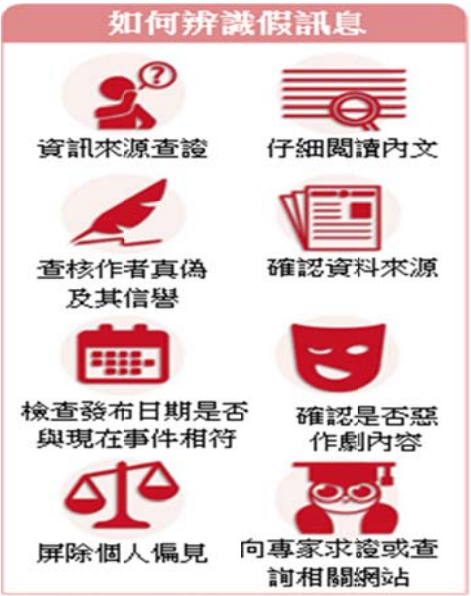 如何辨識假訊息
?
資訊來源查證
仔細閱讀內文
查核作者真偽
及其信譽
確認資料來源
檢查發布日期是否
與現在事件相符
確認是否惡
作劇內容
屏除個人偏見
向專家求證或查
詢相關網站